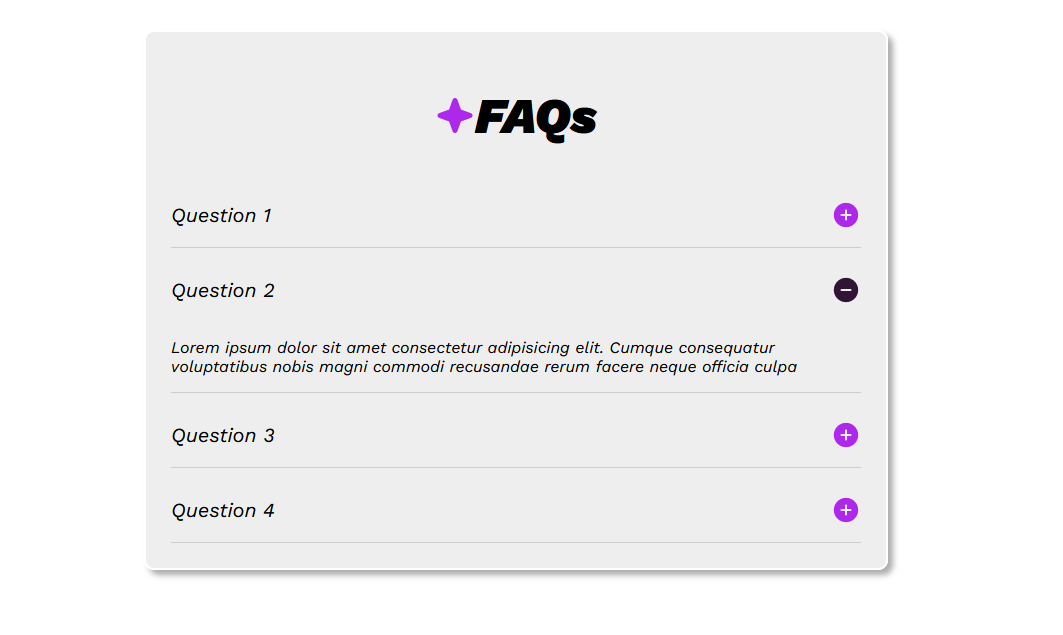 FAQs
Question 1
Question 2
Lorem ipsum dolor sit amet consectetur adipisicing elit. Cumque consequatur
voluptatibus nobis magni commodi recusandae rerum facere neque officia culpa
Question 3
Question 4